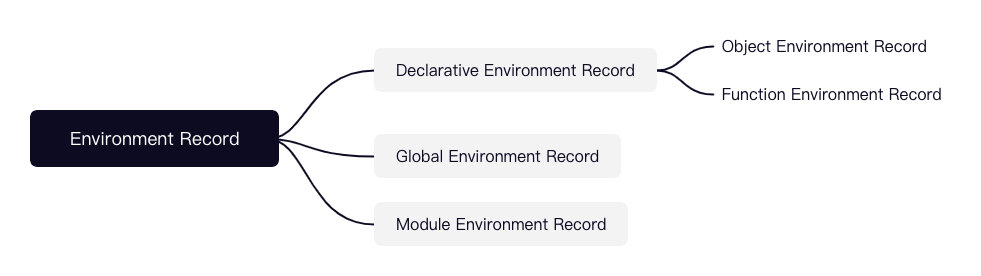 Environment Record
Declarative Environment Record
Object Environment Record
Function Environment Record
Global Environment Record
Module Environment Record